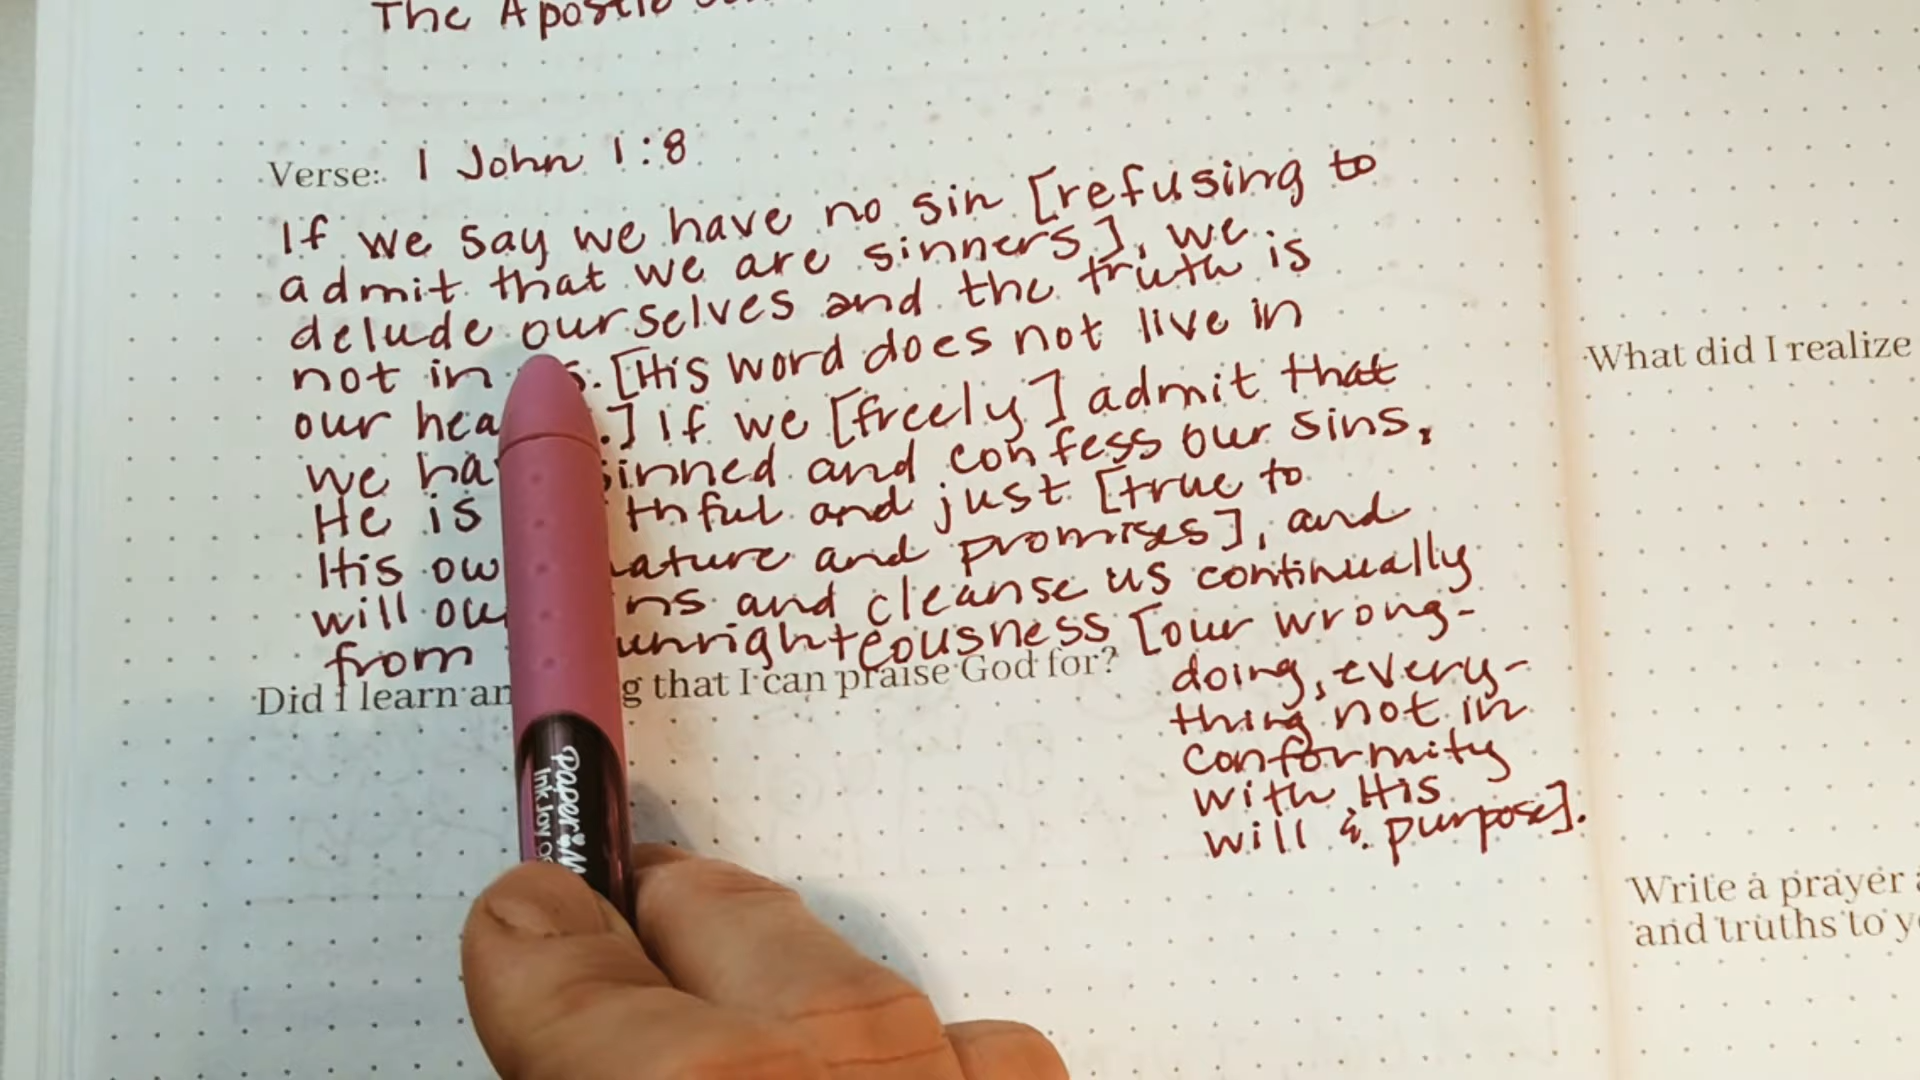 The Apostle
Verse: 1 John 1:8
If we say we have no sin [refusing to
admit that we are sinners], we
delude ourselves and the truth is
not in s. [His word does not live in
our hea .] If we [freely] admit that
we ha inned and confess our sins,
He is thful and just [true to
His ow nature and promises], and
will ou ns and cleanse us continually
from unrighteousness [our wrong-
doing, every-
thing not in
conformity
with His
will & purpose].
Did I learn an g that I can praise God for?
What did I realize
Write a prayer
and truths to y
Paper M
InkJoy